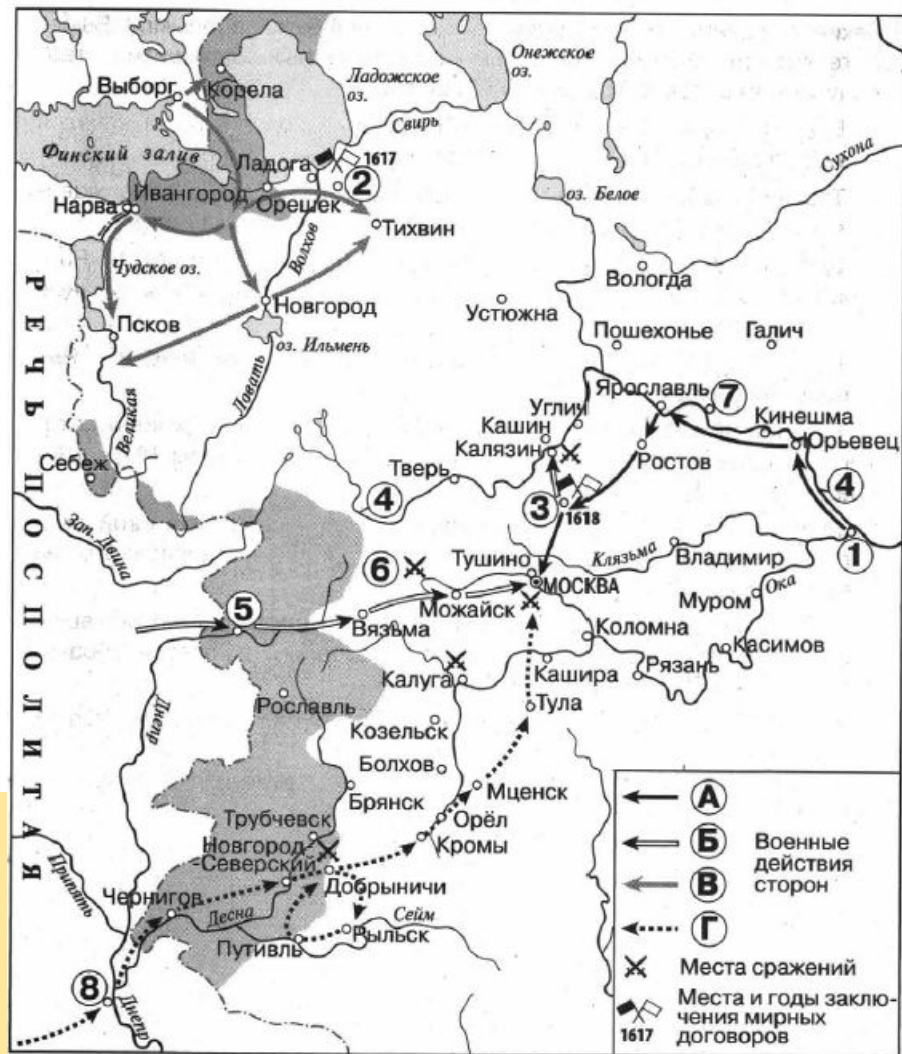 Онежское
оз.
Ладожское
оз.
Выборг
Корела
Свирь
Сухона
Финский залив
Ладога
1617
2
оз. Белое
Ивангород
Нарва
Орешек
Тихвин
Волхов
Чудское оз.
Вологда
Новгород
Устюжна
Псков
оз. Ильмень
Пошехонье
Галич
Ловать
Великая
Ярославль
7
Углич
Кинешма
Кашин
Юрьевец
Калязин
Ростов
4
Себеж
Тверь
4
3
1618
1
Зап. Двина
Тушино
Клязьма
Владимир
6
МОСКВА
Ока
Можайск
Муром
5
Вязьма
Коломна
Касимов
Калуга
Кашира
Рязань
Рославль
Тула
Днепр
Козельск
Болхов
Мценск
Брянск
Трубчевск
Орёл
Новгород-
-Северский
Кромы
Добрыничи
Припять
Чернигов
Десна
Сейм
Путивль
Рыльск
8
Днепр
РЕЧЬ ПОСПОЛИТАЯ
А
Б
В
Г
Военные
действия
сторон
Места сражений
Места и годы заклю-
чения мирных
договоров
1617